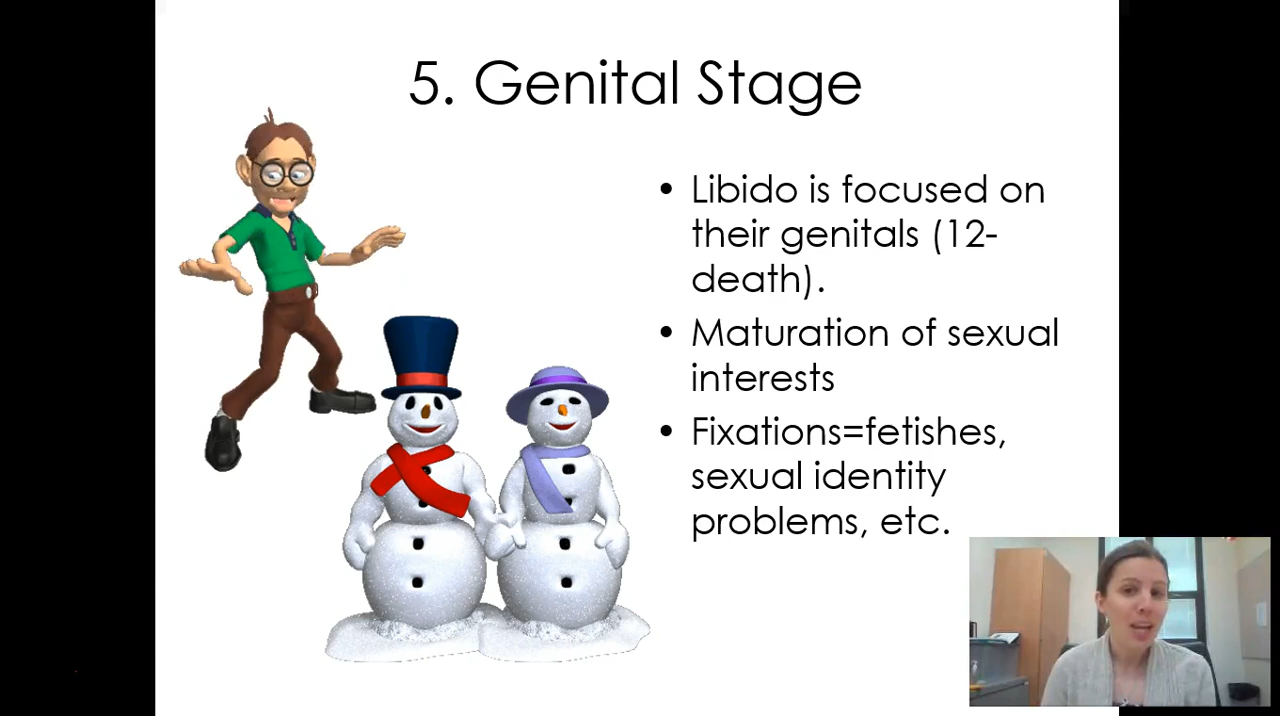 5. Genital Stage
• Libido is focused on
their genitals (12-
death).
• Maturation of sexual
interests
• Fixations=fetishes,
sexual identity
problems, etc.